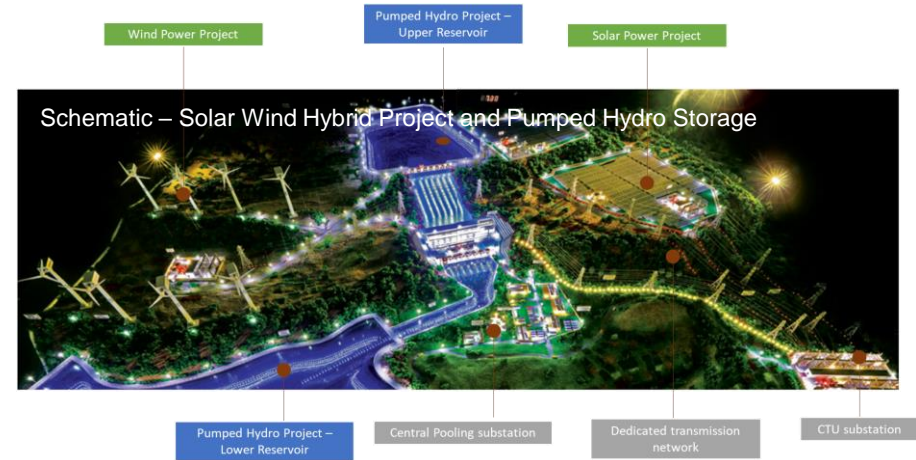 Pumped Hydro Project –
Upper Reservoir
Wind Power Project
Solar Power Project
Schematic – Solar Wind Hybrid Project and Pumped Hydro Storage
Pumped Hydro Project –
Lower Reservoir
Central Pooling substation
Dedicated transmission
network
CTU substation